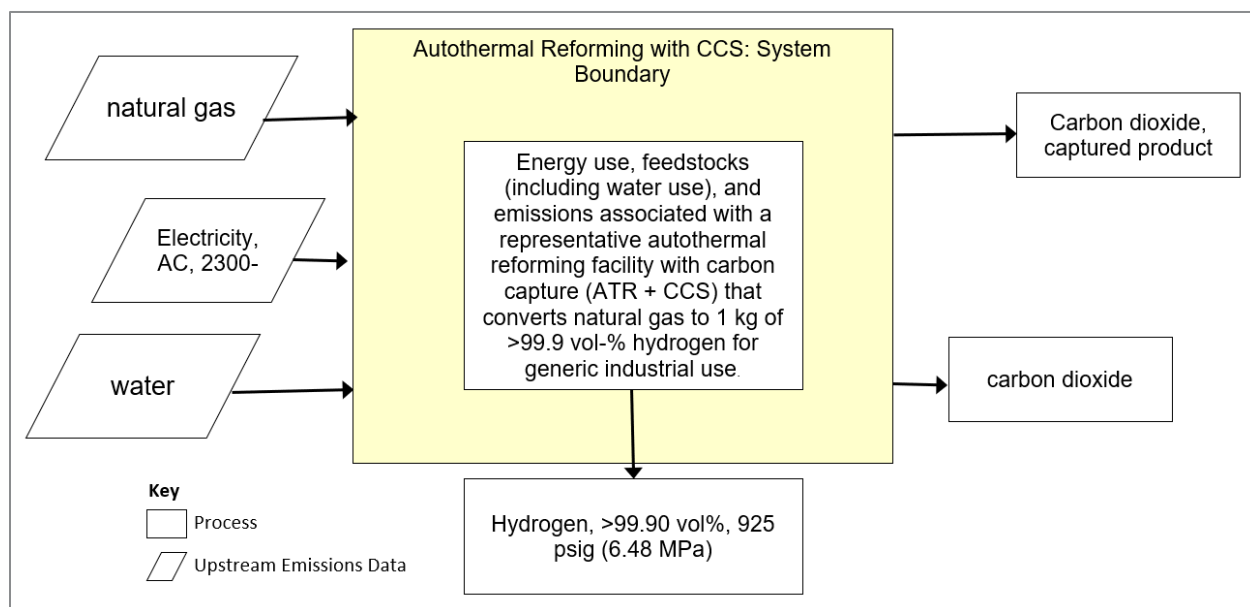 Autothermal Reforming with CCS: System
Boundary
natural gas
Electricity,
AC, 2300-
water
Energy use, feedstocks
(including water use), and
emissions associated with a
representative autothermal
reforming facility with carbon
capture (ATR + CCS) that
converts natural gas to 1 kg of
>99.9 vol-% hydrogen for
generic industrial use.
Carbon dioxide,
captured product
carbon dioxide
Hydrogen, >99.90 vol%, 925
psig (6.48 MPa)
Key
Process
Upstream Emissions Data